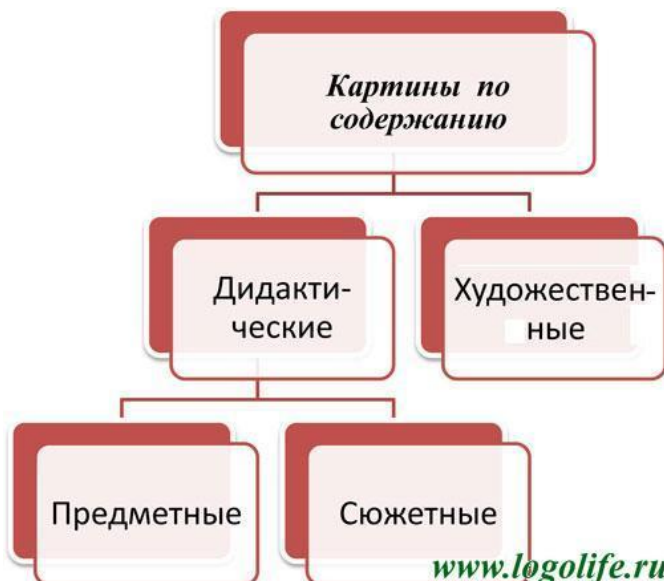 Картины по
содержанию
Дидакти-
ческие
Художествен-
ные
Предметные
Сюжетные
www.logolife.ru